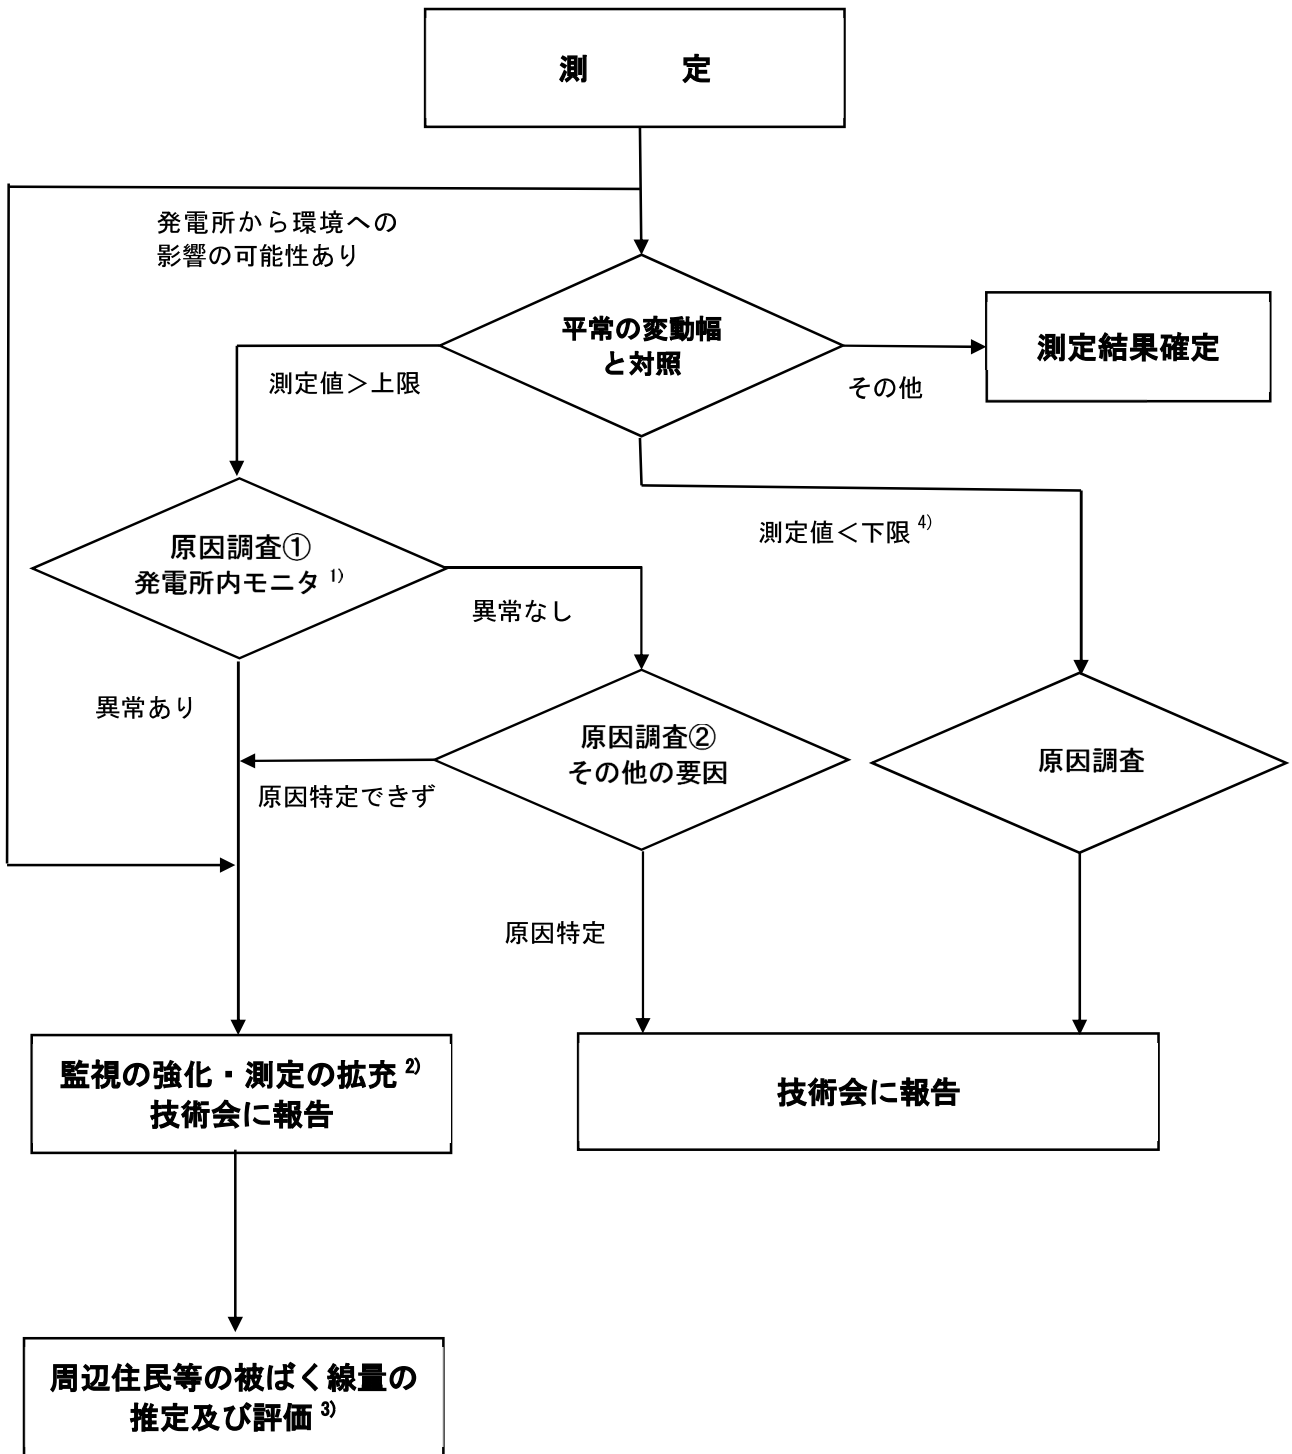 測 定
発電所から環境への
影響の可能性あり
平常の変動幅
と対照
測定結果確定
測定値＞上限
その他
測定値＜下限 4)
原因調査①
発電所内モニタ 1)
異常なし
異常あり
原因調査②
その他の要因
原因調査
原因特定できず
原因特定
監視の強化・測定の拡充 2)
技術会に報告
技術会に報告
周辺住民等の被ばく線量の
推定及び評価 3)